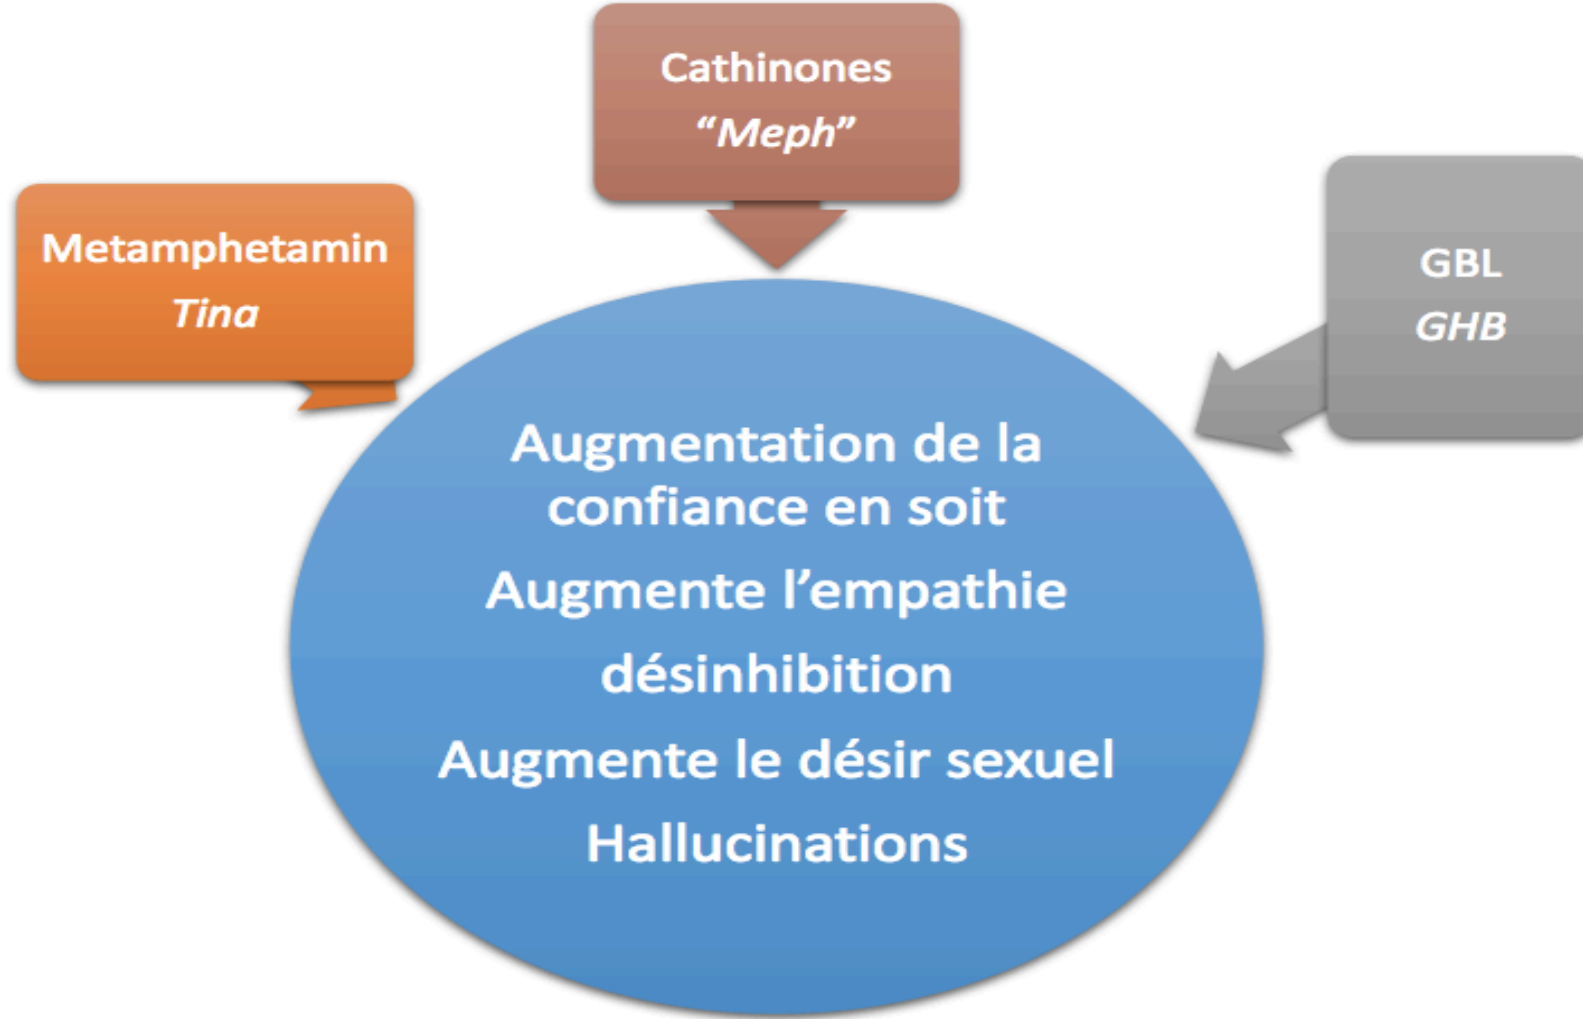 Cathinones
“Meph”
Metamphetamin
Tina
GBL
GHB
Augmentation de la
confiance en soit
Augmente l’empathie
désinhibition
Augmente le désir sexuel
Hallucinations